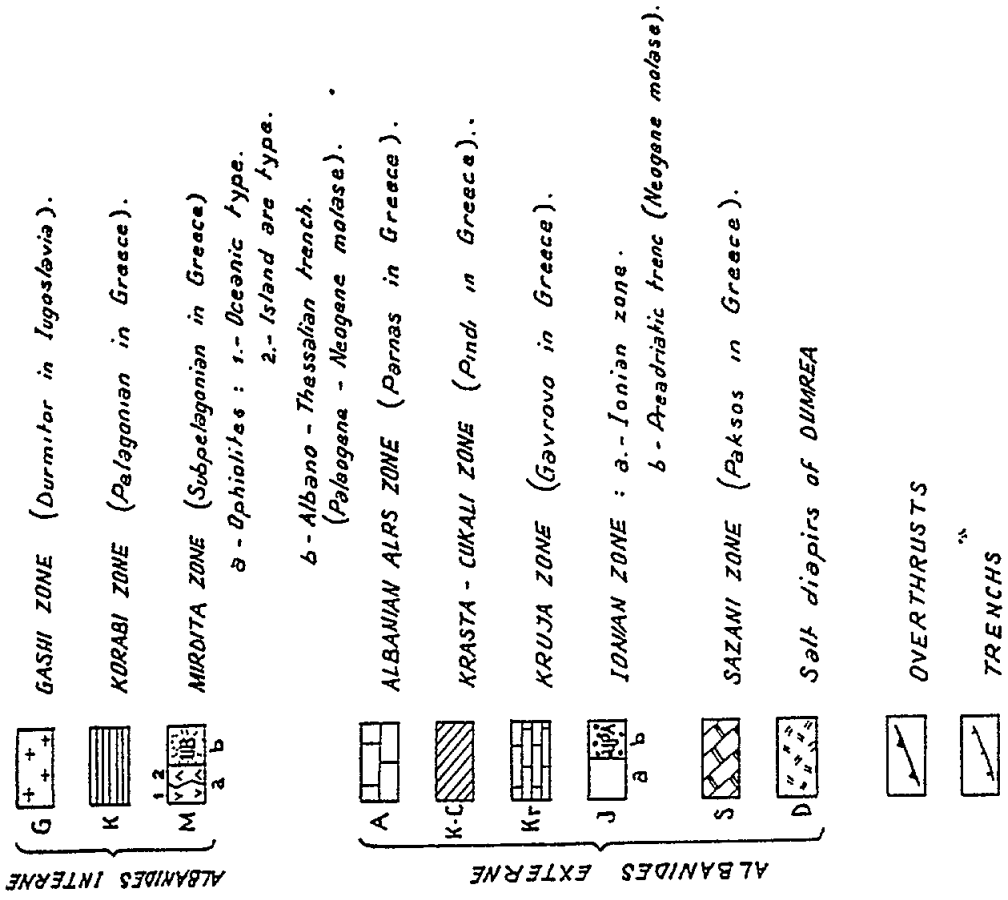 ALBANIDES INTERNE
G GASHI ZONE (Durmitor in Iugoslavia).
K KORABI ZONE (Pelagonian in Greece).
M 1 2 a b MIRDITA ZONE (Subpelagonian in Greece)
a - Ophiolites : 1.- Oceanic type.
2.- Island are type.
b - Albano - Thessalian trench.
(Paleogene - Neogene molase).
ALBANIDES EXTERNE
A ALBANIAN ALRS ZONE (Parnas in Greece).
K-C KRASTA - CUKALI ZONE (Pindi in Greece)..
Kr KRUJA ZONE (Gavrovo in Greece).
J a b IONIAN ZONE : a.- Ionian zone.
b - Preadriatic trenc (Neogene molase).
S SAZANI ZONE (Paksos in Greece).
D Salt diapirs of DUMREA
OVERTHRUSTS
TRENCHS